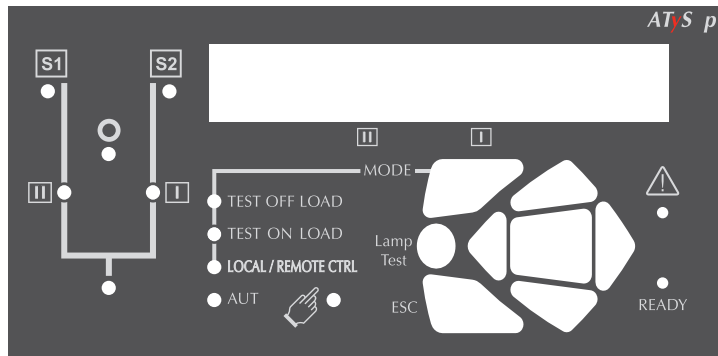 ATyS p
S1
S2
II
I
MODE
II
I
TEST OFF LOAD
TEST ON LOAD
Lamp
Test
LOCAL / REMOTE CTRL
AUT
ESC
READY